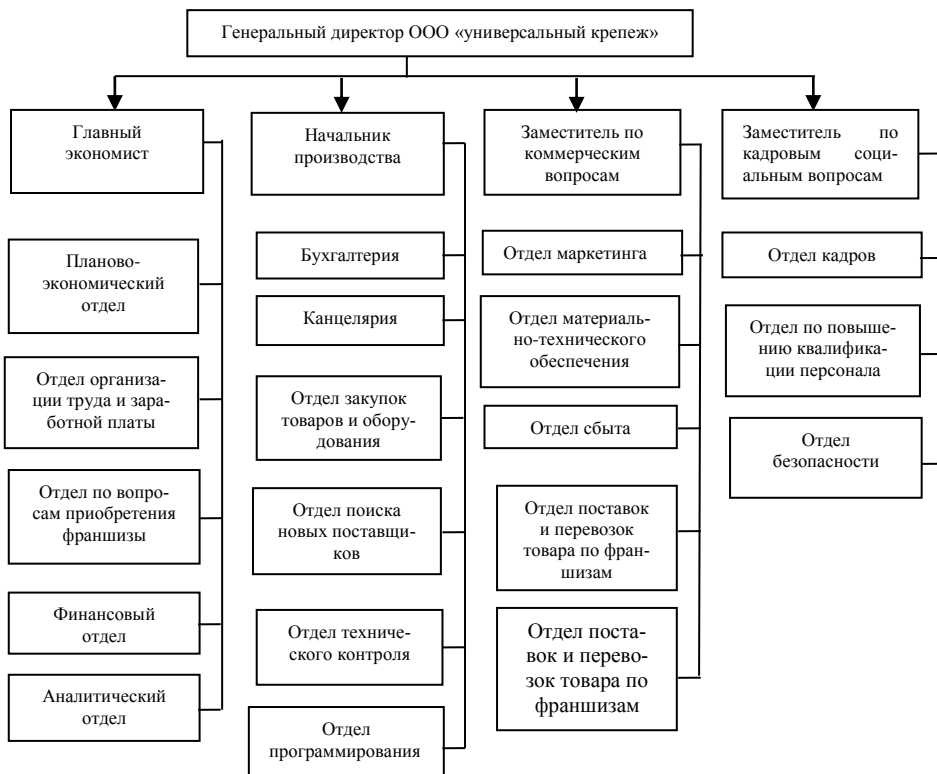 Генеральный директор ООО «универсальный крепеж»
Главный
экономист
Планово-
экономический
отдел
Отдел организа-
ции труда и зара-
ботной платы
Отдел по вопро-
сам приобретения
франшизы
Финансовый
отдел
Аналитический
отдел
Начальник
производства
Бухгалтерия
Канцелярия
Отдел закупок
товаров и обору-
дования
Отдел поиска
новых поставщи-
ков
Отдел техниче-
ского контроля
Отдел
программирования
Заместитель по
коммерческим
вопросам
Отдел маркетинга
Отдел материаль-
но-технического
обеспечения
Отдел сбыта
Отдел поставок
и перевозок
товара по фран-
шизам
Отдел поста-
вок и перево-
зок товара по
франшизам
Заместитель по
кадровым соци-
альным вопросам
Отдел кадров
Отдел по повыше-
нию квалифика-
ции персонала
Отдел
безопасности